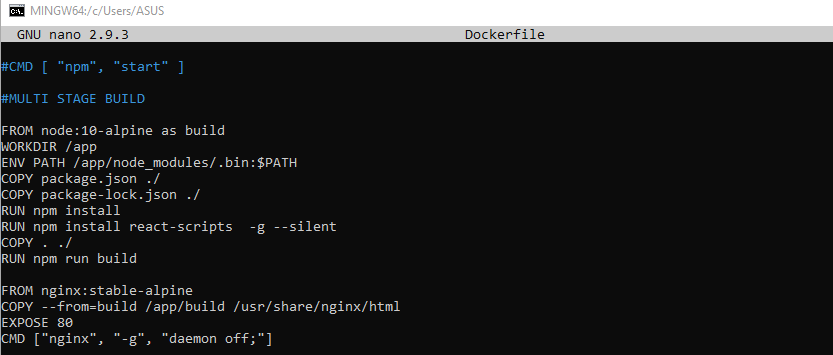 MINGW64:/c/Users/ASUS
GNU nano 2.9.3 Dockerfile
#CMD [ "npm", "start" ]
#MULTI STAGE BUILD
FROM node:10-alpine as build
WORKDIR /app
ENV PATH /app/node_modules/.bin:$PATH
COPY package.json ./
COPY package-lock.json ./
RUN npm install
RUN npm install react-scripts  -g --silent
COPY . ./
RUN npm run build
FROM nginx:stable-alpine
COPY --from=build /app/build /usr/share/nginx/html
EXPOSE 80
CMD ["nginx", "-g", "daemon off;"]